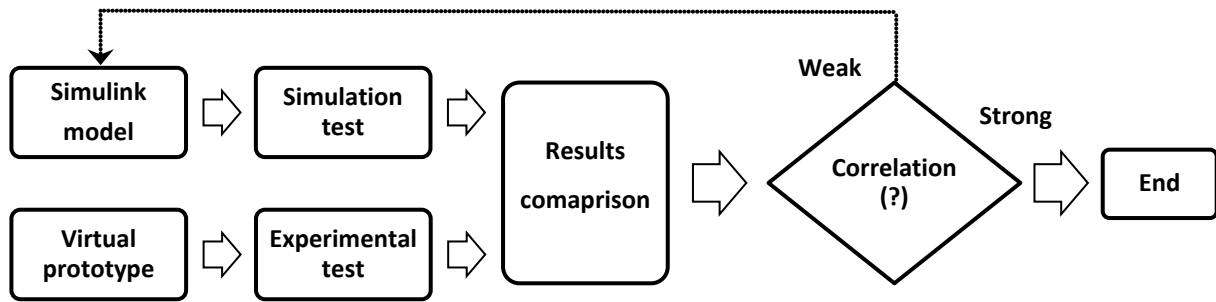 Weak
Simulink
model
Simulation
test
Strong
Results
comaprison
Correlation
(?)
End
Virtual
prototype
Experimental
test